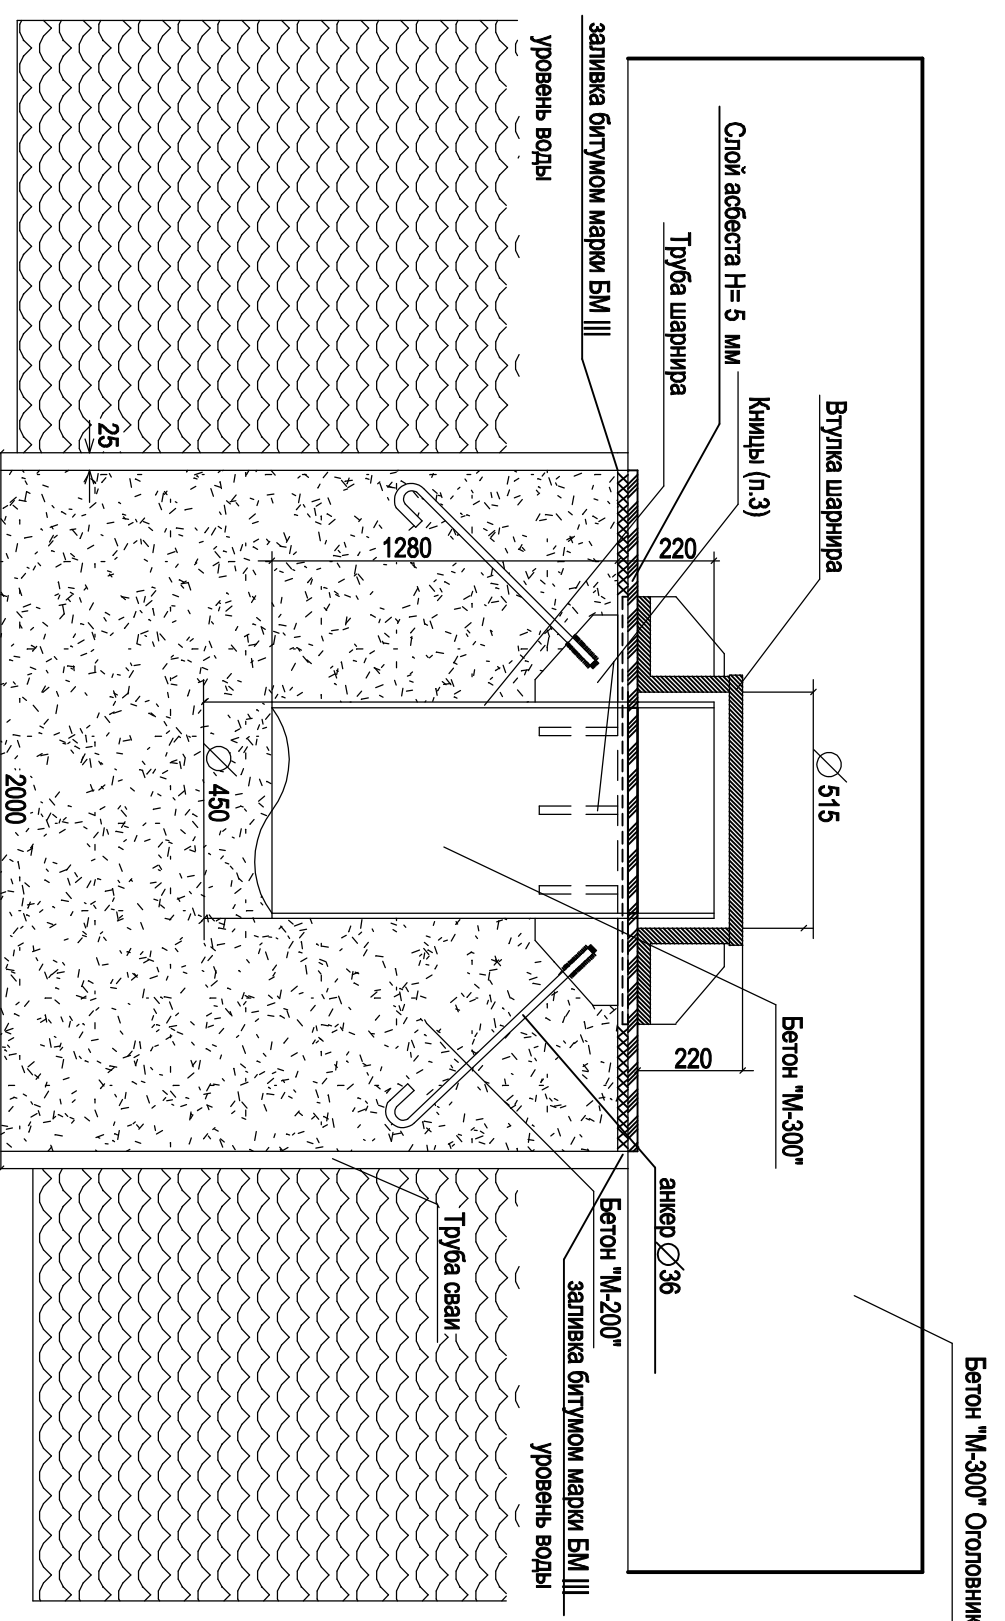 Бетон "М-300" Оголовник
Втулка шарнира
Ø 515
Бетон "М-300"
Кницы (п.3)
Слой асбеста H= 5 мм
Труба шарнира
220
220
анкер Ø36
заливка битумом марки БМ III
Бетон "М-200"
заливка битумом марки БМ III
уровень воды
уровень воды
Труба сваи
1280
Ø 450
25
2000